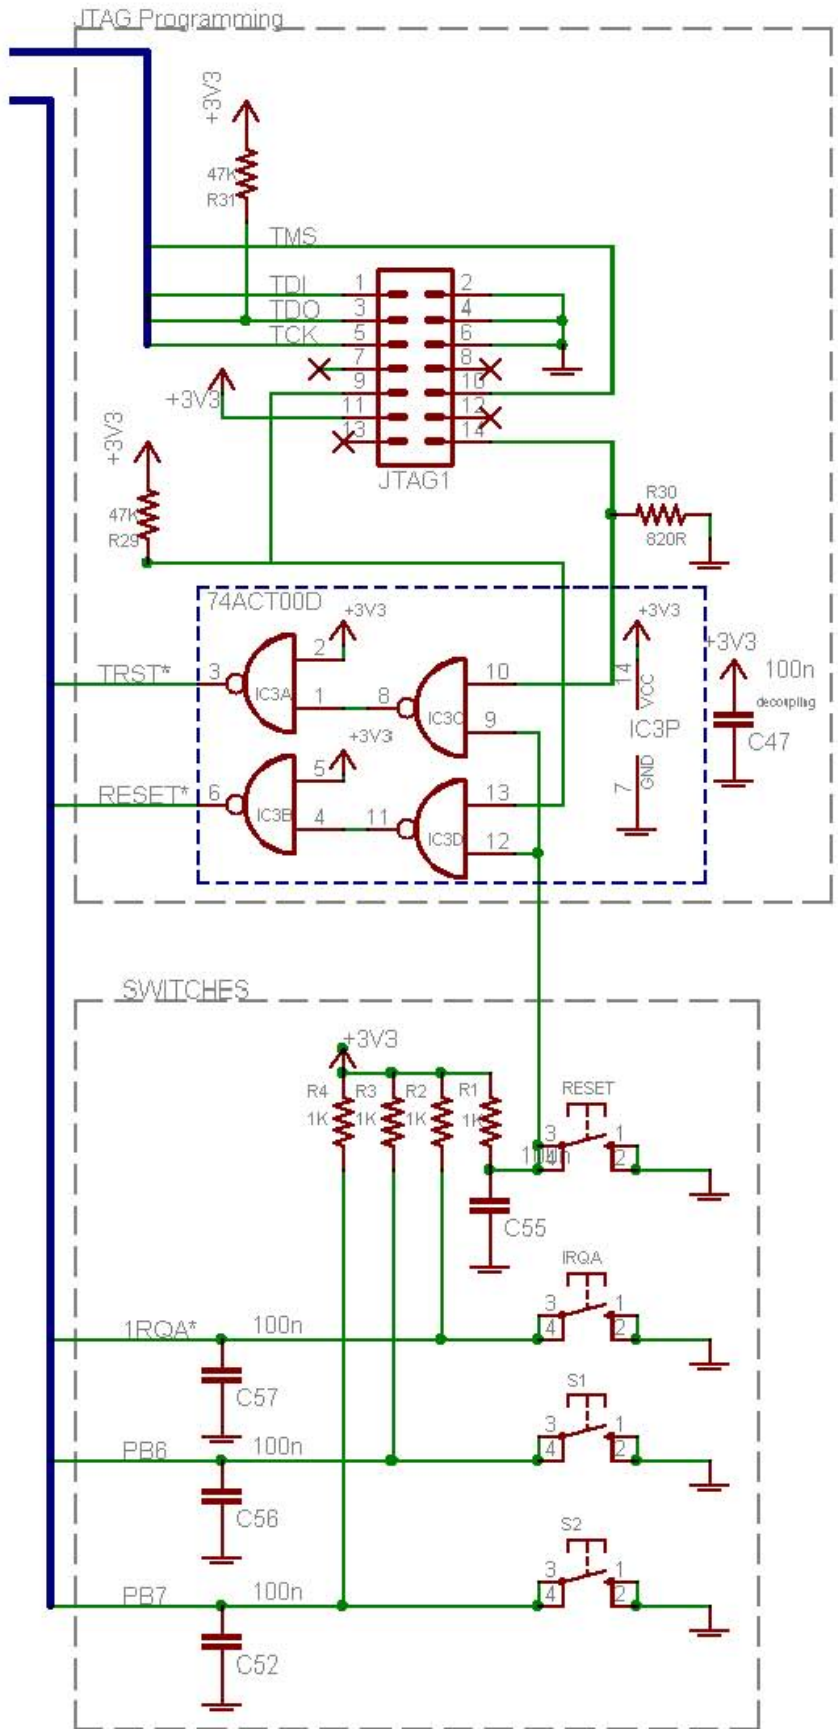 JTAG Programming
+3V3
47K
R31
TMS
TDI 1 2
TDO 3 4
TCK 5 6
7 8
+3V3 9 10
11 12
13 14
+3V3
JTAG1
47K
R29
R30
820R
74ACT00D
+3V3 +3V3
2 14 VCC
+3V3 100n
decoupling
TRST* 3 IC3A 1 8 IC3C 10
9
IC3P
C47
+3V3
5 7 GND
RESET* 6 IC3B 4 11 IC3D 13
12
SWITCHES
+3V3
R4 R3 R2 R1 RESET
1K 1K 1K 1K
3 1
100n 4 2
C55
IRQA
3 1
1RQA* 100n 4 2
C57
S1
3 1
PB6 100n 4 2
C56
S2
3 1
PB7 100n 4 2
C52